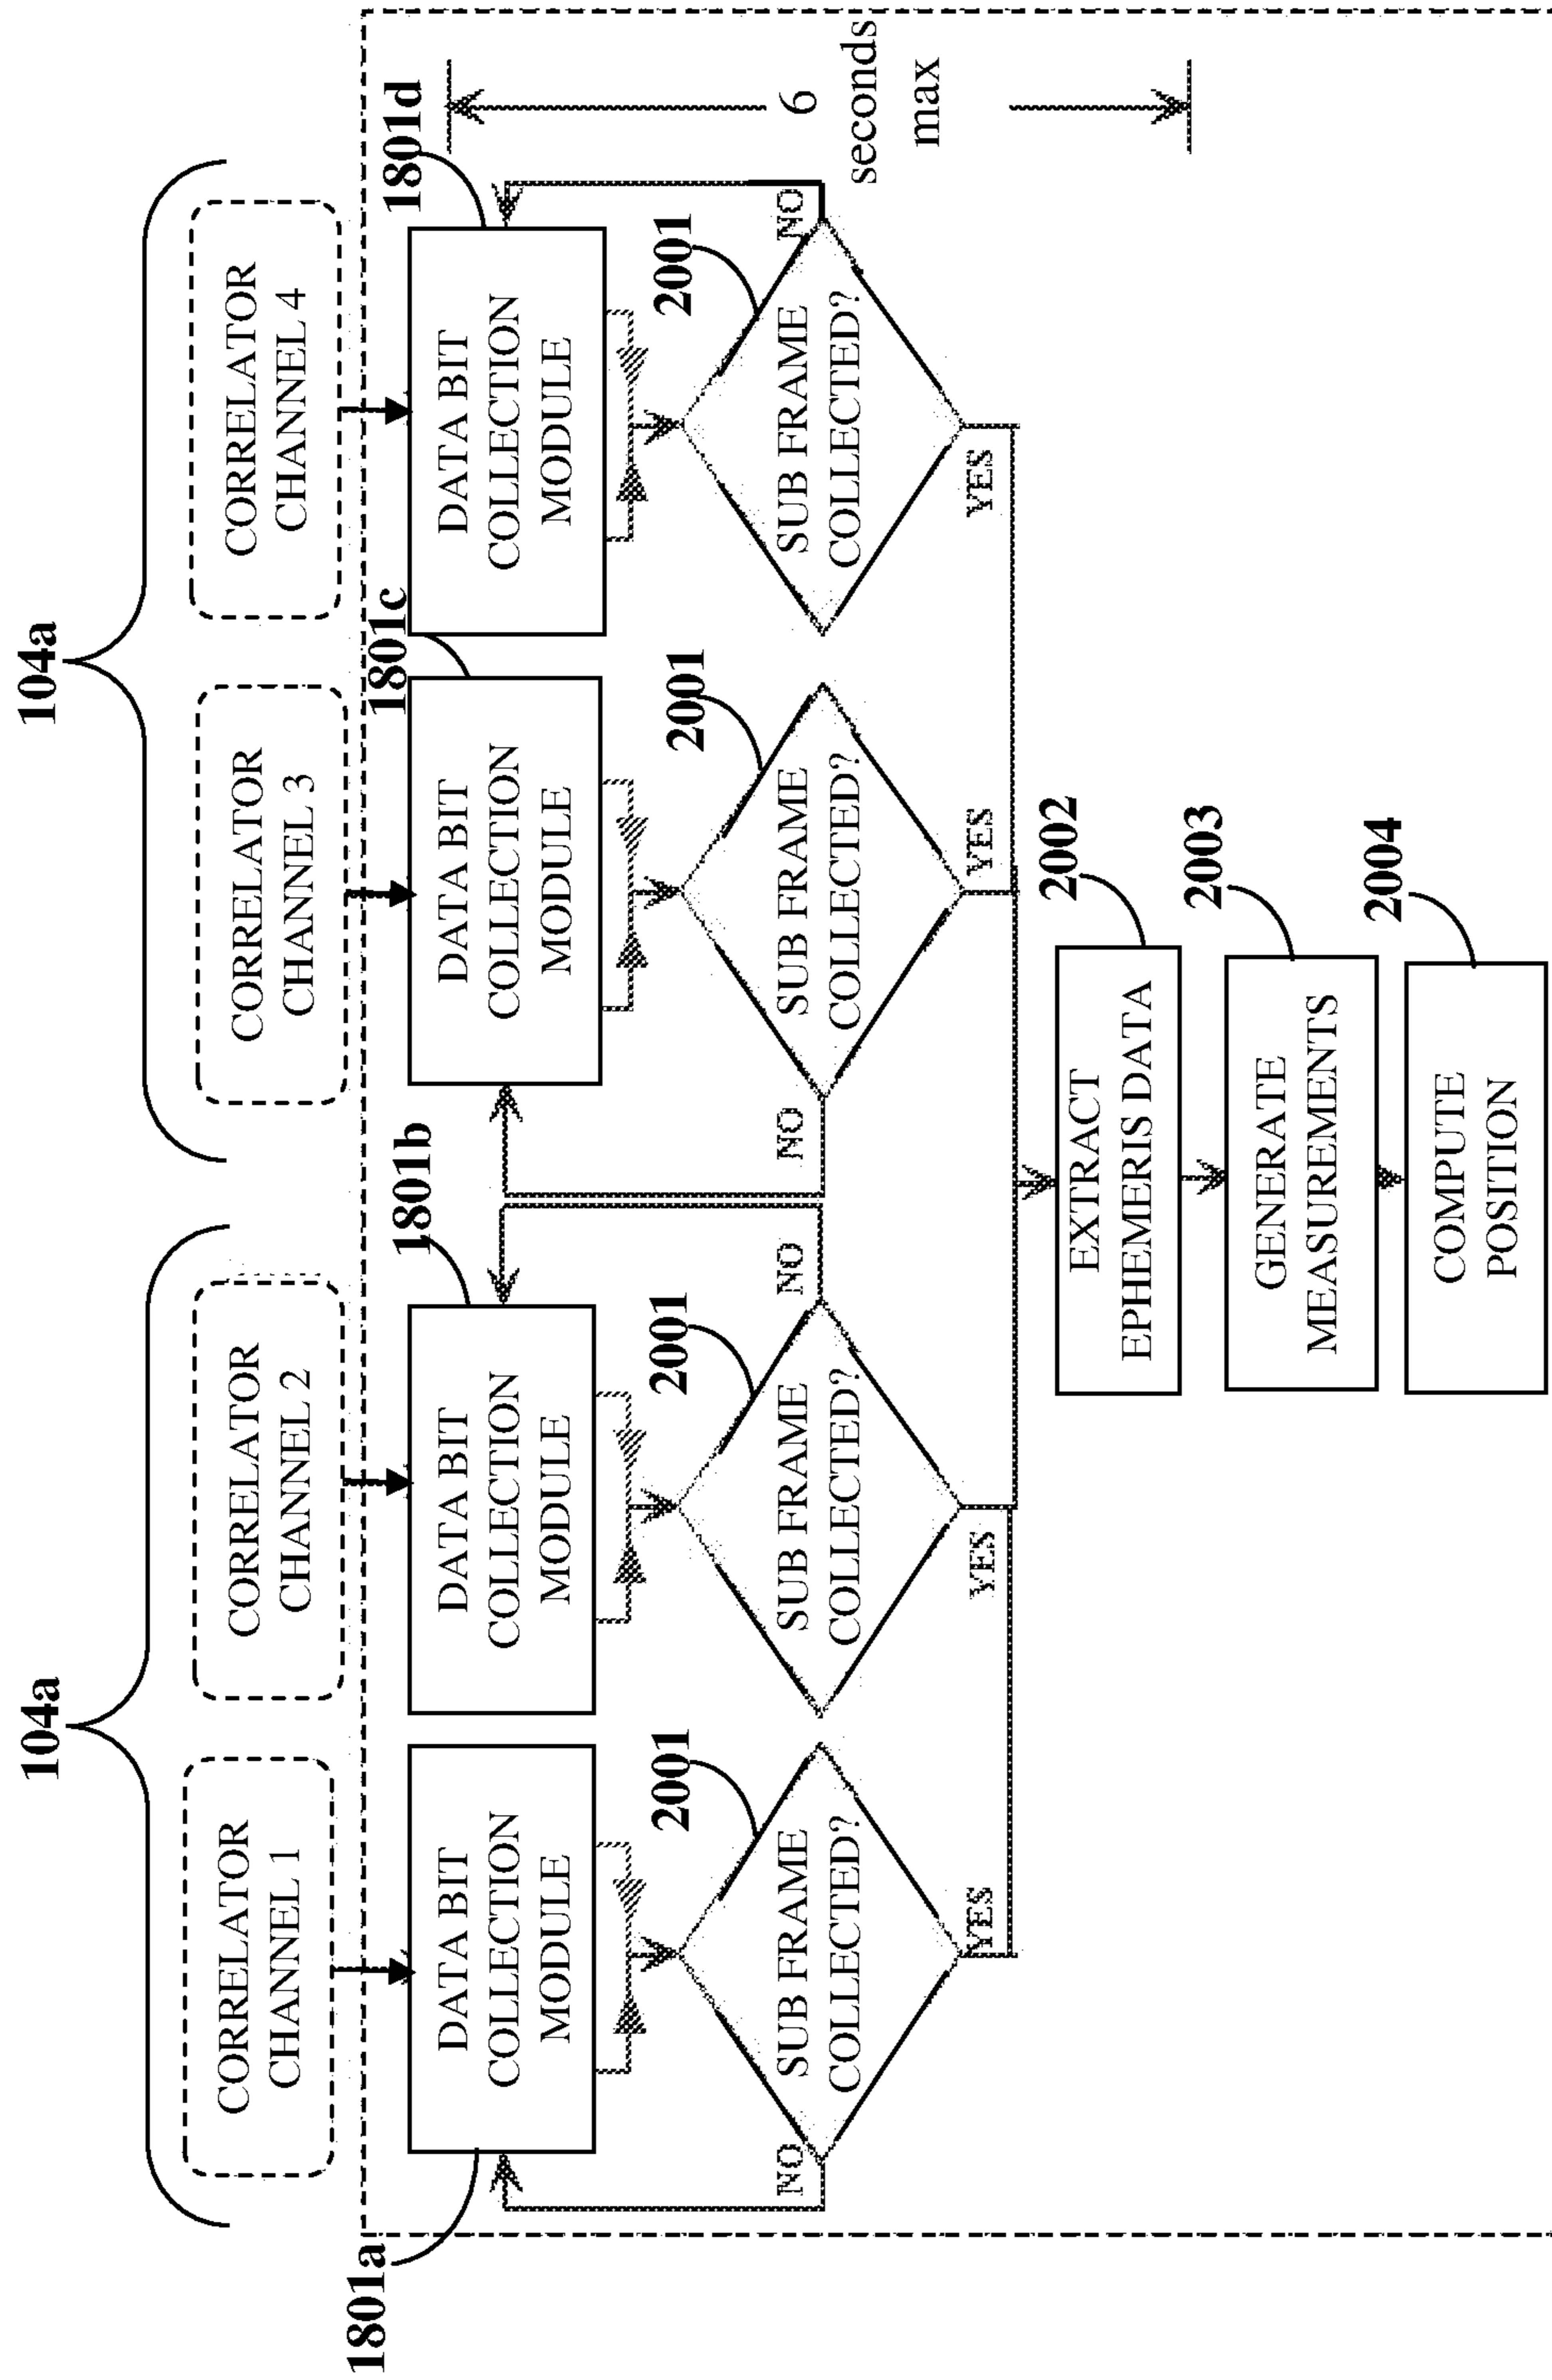 104a
104a
CORRELATOR
CHANNEL 1
CORRELATOR
CHANNEL 2
CORRELATOR
CHANNEL 3
CORRELATOR
CHANNEL 4
1801a
1801b
1801c
1801d
DATA BIT
COLLECTION
MODULE
DATA BIT
COLLECTION
MODULE
DATA BIT
COLLECTION
MODULE
DATA BIT
COLLECTION
MODULE
2001
2001
2001
2001
NO
SUB FRAME
COLLECTED?
YES
SUB FRAME
COLLECTED?
NO
YES
NO
SUB FRAME
COLLECTED?
YES
SUB FRAME
COLLECTED?
NO
YES
6
seconds
max
EXTRACT
EPHEMERIS DATA
2002
GENERATE
MEASUREMENTS
2003
COMPUTE
POSITION
2004